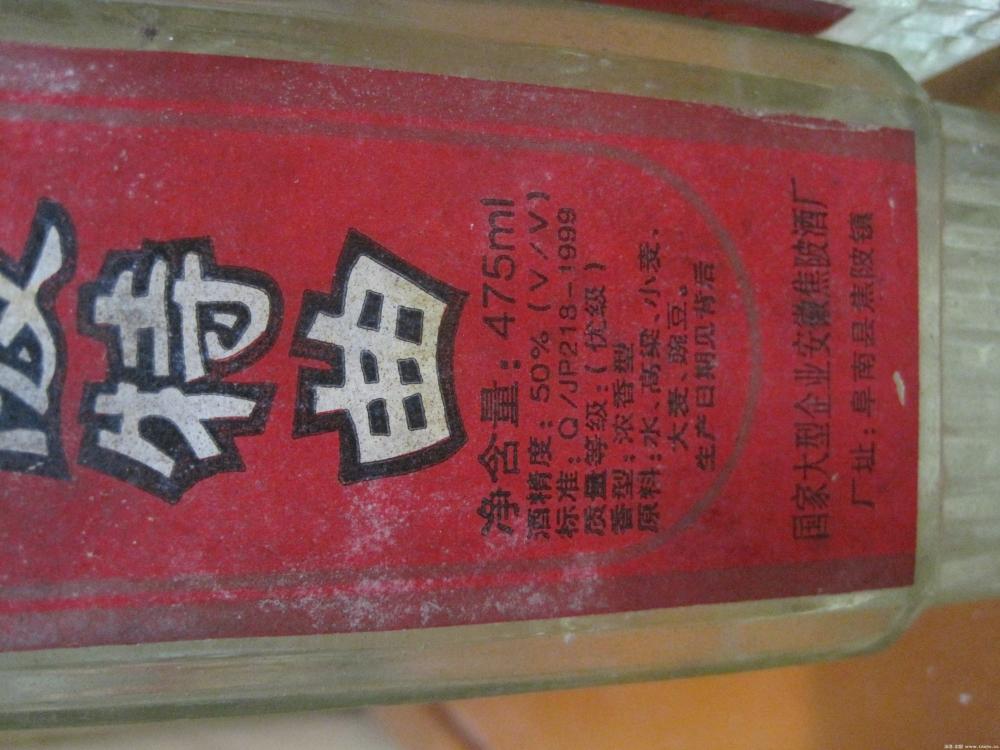 陂
特
曲
净含量：475ml
酒精度：50%（V/V）
标准：Q/JP218-1999
质量等级：（优级）
香型：浓香型
原料：水、高粱、小麦、
大麦、豌豆。
生产日期见背后
国家大型企业安徽焦陂酒厂
厂址：阜南县焦陂镇